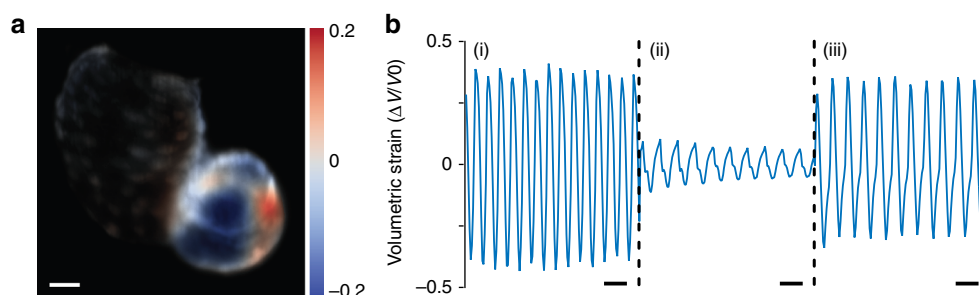 a
0.2
0
−0.2
b
Volumetric strain (ΔV/V0)
0.5
0
−0.5
(i)
(ii)
(iii)